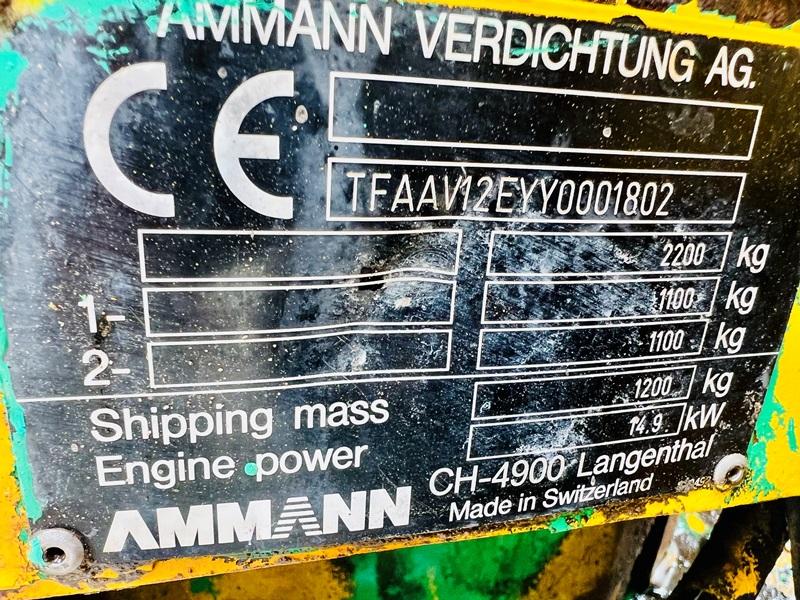 AMMANN VERDICHTUNG AG.
CE
TFAAV12EYY0001802
2200 kg
1- 1100 kg
2- 1100 kg
Shipping mass 1200 kg
Engine power 14.9 kW
CH-4900 Langenthal
AMMANN Made in Switzerland